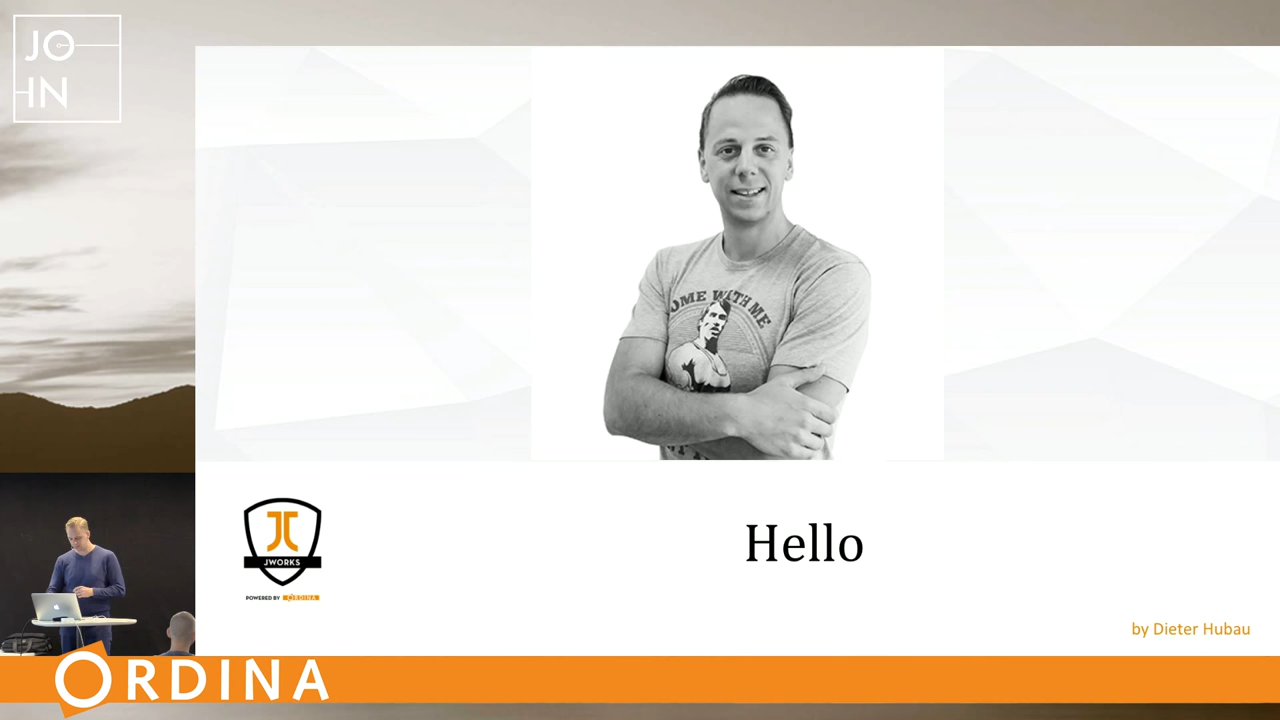 JO
IN
OME WITH ME
JWORKS
POWERED BY ORDINA
Hello
by Dieter Hubau
ORDINA